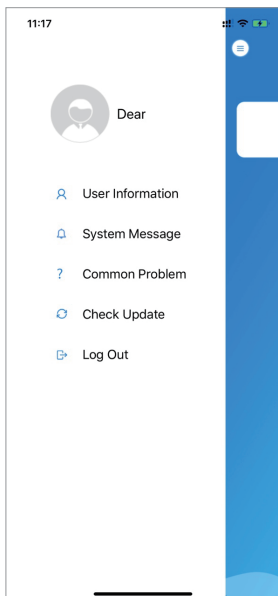 11:17
Dear
User Information
System Message
? Common Problem
Check Update
Log Out